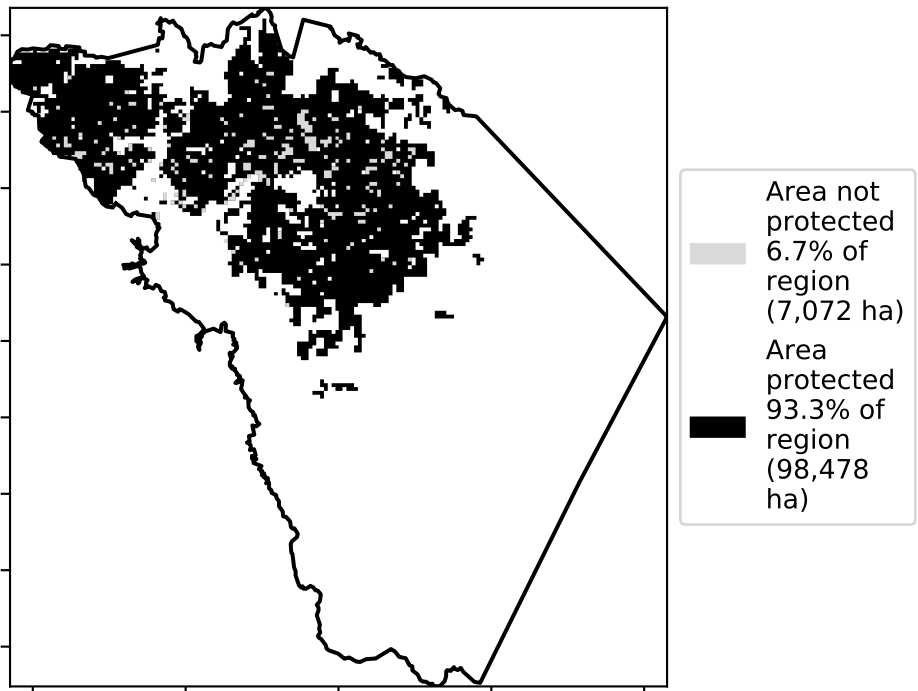 Area not
protected
6.7% of
region
(7,072 ha)
Area
protected
93.3% of
region
(98,478
ha)